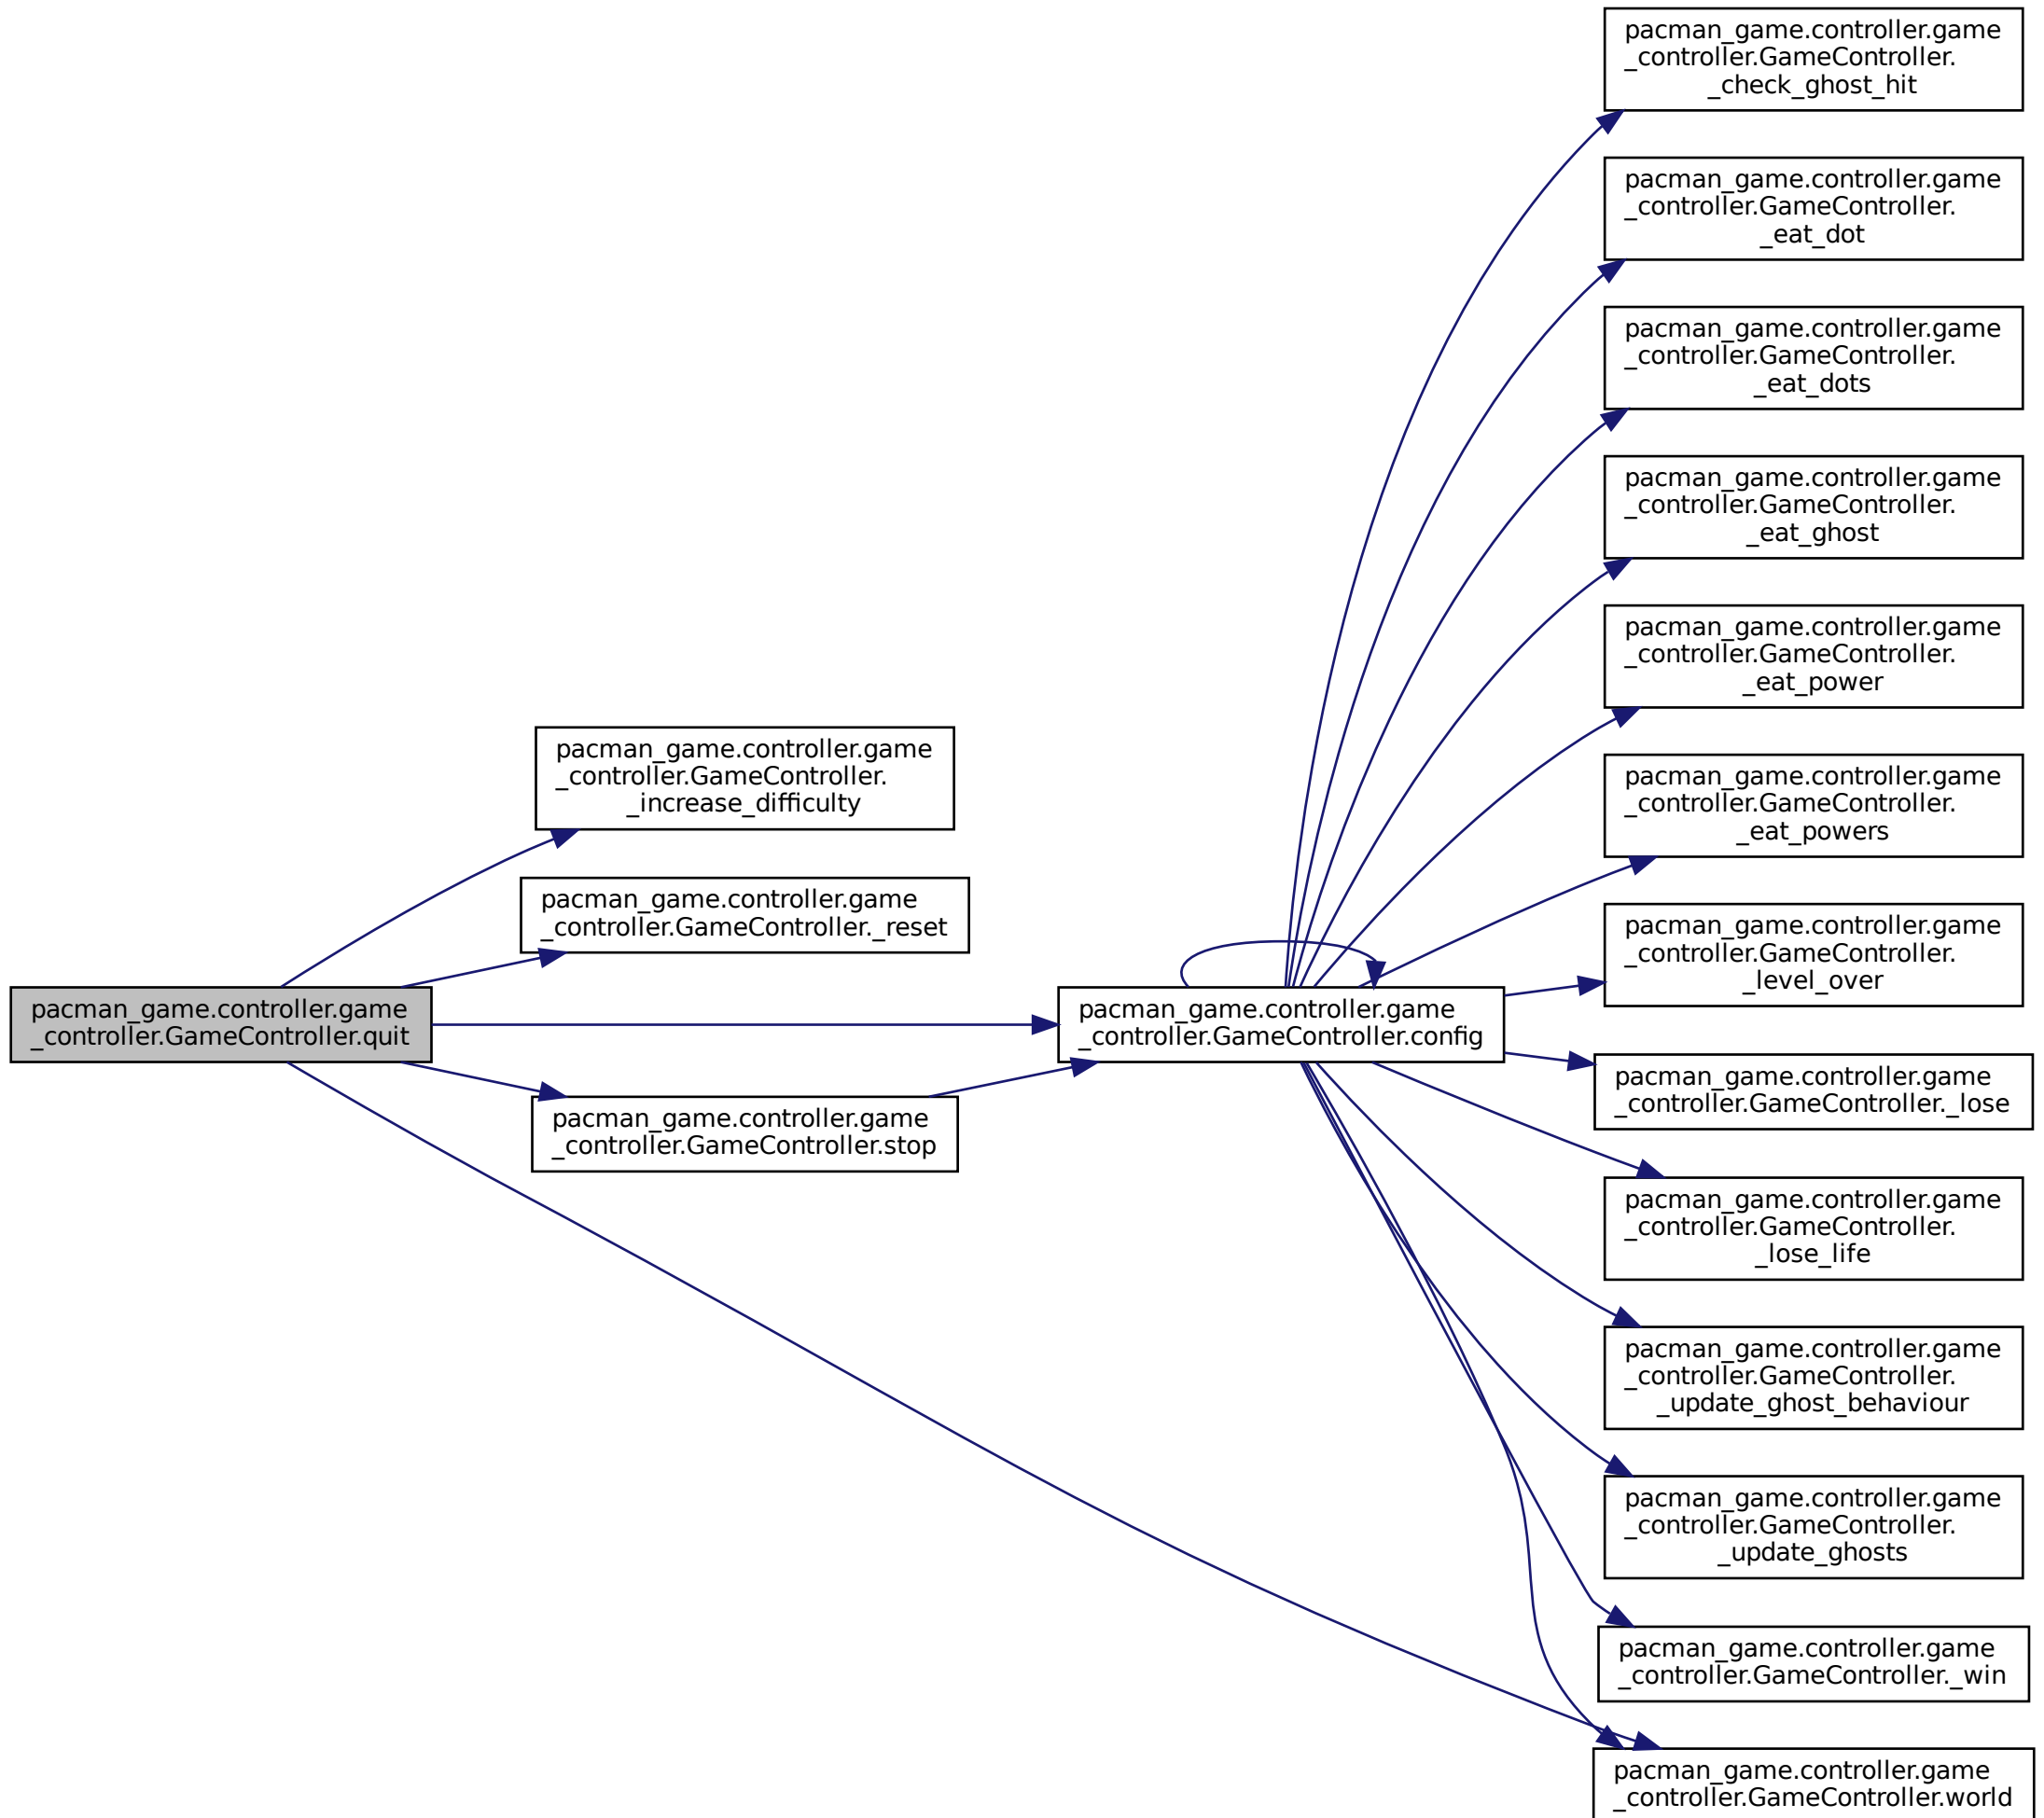 pacman_game.controller.game
_controller.GameController.
_check_ghost_hit
pacman_game.controller.game
_controller.GameController.
_eat_dot
pacman_game.controller.game
_controller.GameController.
_eat_dots
pacman_game.controller.game
_controller.GameController.
_eat_ghost
pacman_game.controller.game
_controller.GameController.
_eat_power
pacman_game.controller.game
_controller.GameController.
_increase_difficulty
pacman_game.controller.game
_controller.GameController.
_eat_powers
pacman_game.controller.game
_controller.GameController._reset
pacman_game.controller.game
_controller.GameController.
_level_over
pacman_game.controller.game
_controller.GameController.quit
pacman_game.controller.game
_controller.GameController.config
pacman_game.controller.game
_controller.GameController._lose
pacman_game.controller.game
_controller.GameController.stop
pacman_game.controller.game
_controller.GameController.
_lose_life
pacman_game.controller.game
_controller.GameController.
_update_ghost_behaviour
pacman_game.controller.game
_controller.GameController.
_update_ghosts
pacman_game.controller.game
_controller.GameController._win
pacman_game.controller.game
_controller.GameController.world